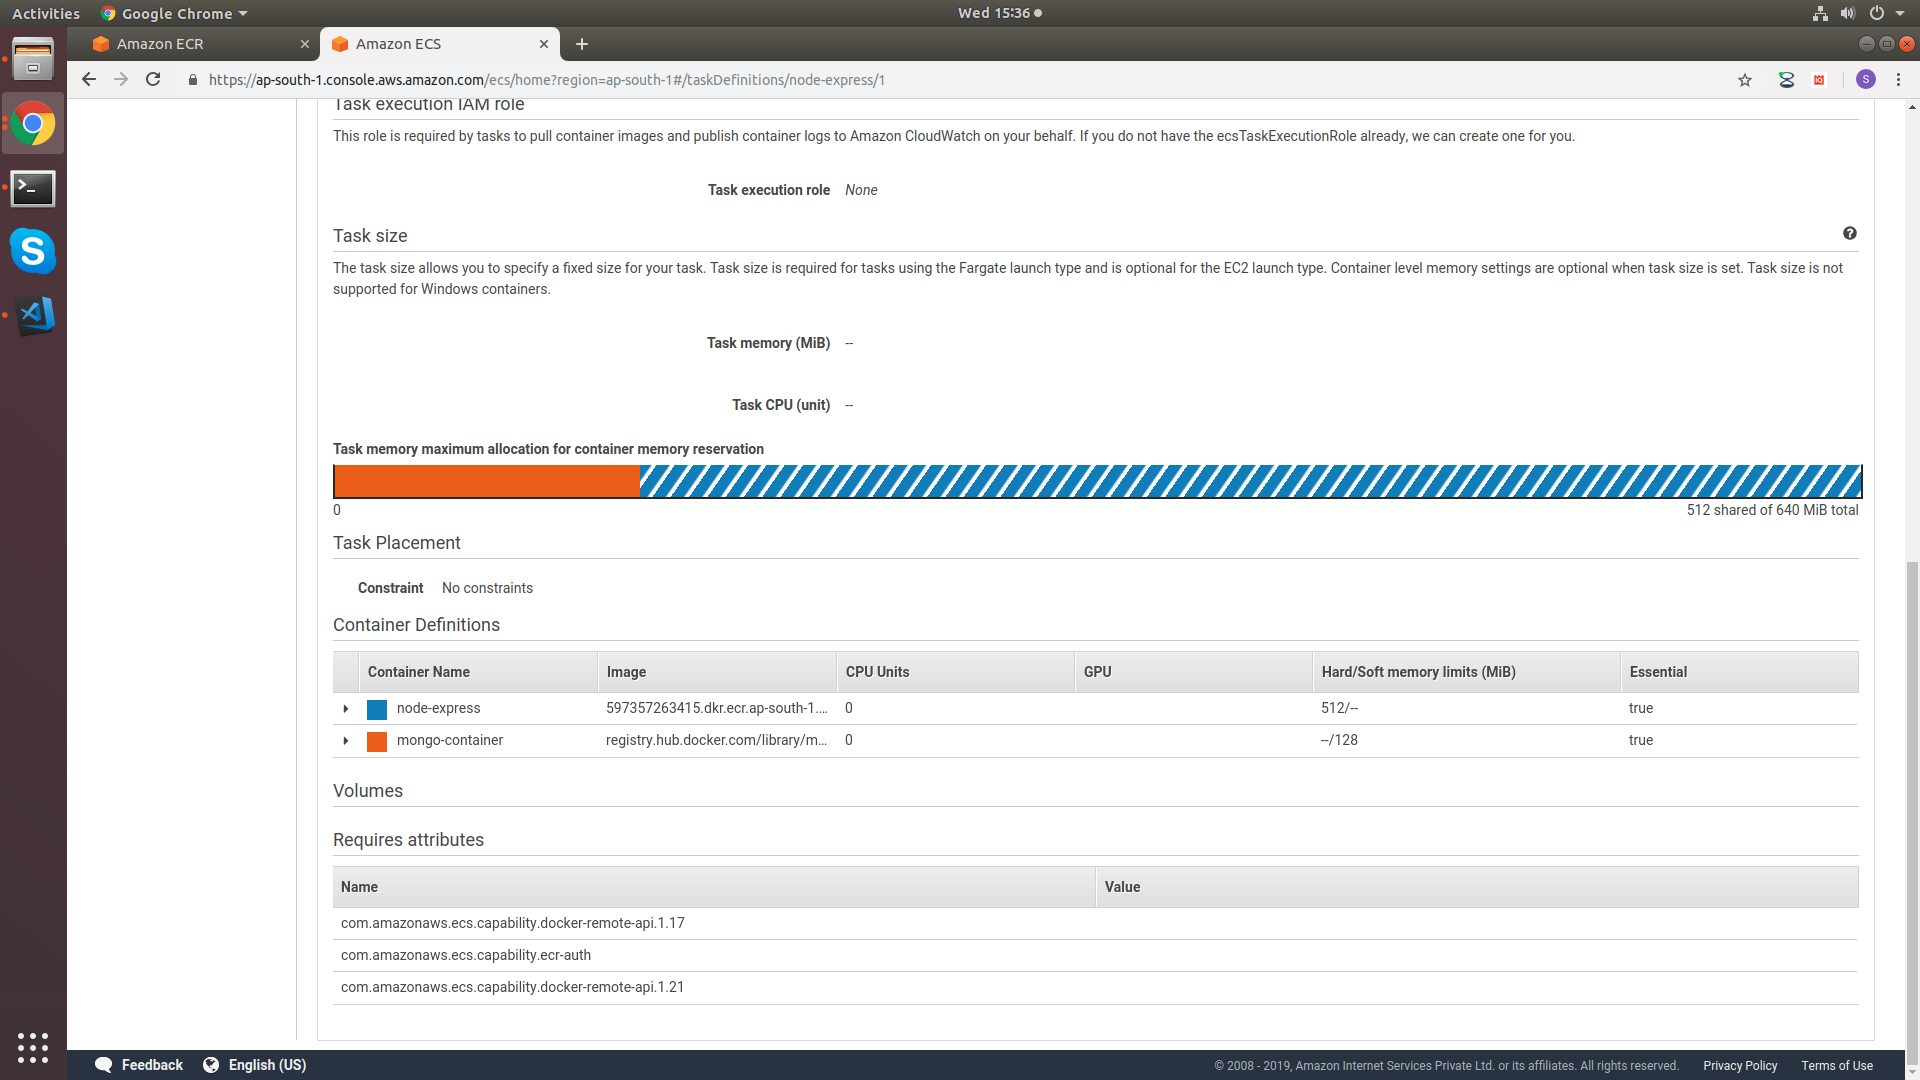 Activities
Google Chrome
Wed 15:36
Amazon ECR
Amazon ECS
https://ap-south-1.console.aws.amazon.com/ecs/home?region=ap-south-1#/taskDefinitions/node-express/1
S
Task execution IAM role
This role is required by tasks to pull container images and publish container logs to Amazon CloudWatch on your behalf. If you do not have the ecsTaskExecutionRole already, we can create one for you.
Task execution role None
Task size
The task size allows you to specify a fixed size for your task. Task size is required for tasks using the Fargate launch type and is optional for the EC2 launch type. Container level memory settings are optional when task size is set. Task size is not
supported for Windows containers.
Task memory (MiB) --
Task CPU (unit) --
Task memory maximum allocation for container memory reservation
0 512 shared of 640 MiB total
Task Placement
Constraint No constraints
Container Definitions
Container Name Image CPU Units GPU Hard/Soft memory limits (MiB) Essential
node-express 597357263415.dkr.ecr.ap-south-1.... 0 512/-- true
mongo-container registry.hub.docker.com/library/m... 0 --/128 true
Volumes
Requires attributes
Name Value
com.amazonaws.ecs.capability.docker-remote-api.1.17
com.amazonaws.ecs.capability.ecr-auth
com.amazonaws.ecs.capability.docker-remote-api.1.21
Feedback English (US) © 2008 - 2019, Amazon Internet Services Private Ltd. or its affiliates. All rights reserved. Privacy Policy Terms of Use